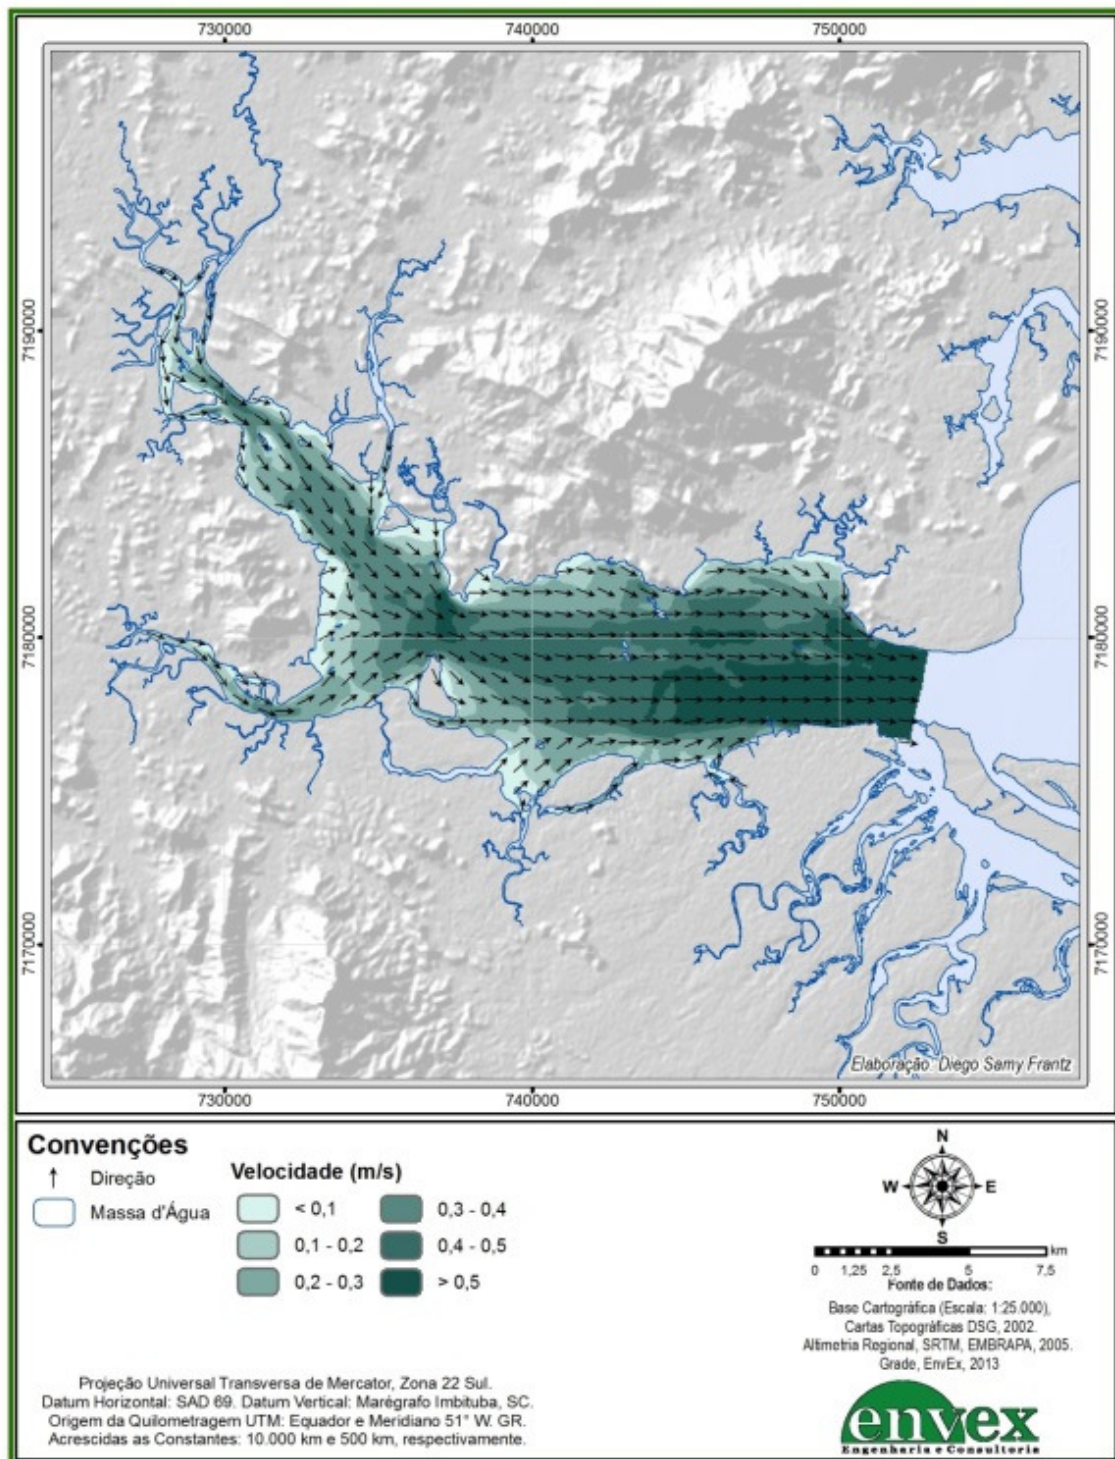 730000
740000
750000
7190000
7190000
7180000
7180000
7170000
7170000
Elaboração: Diego Samy Frantz
730000
740000
750000
Convenções
Direção
Massa d'Água
Velocidade (m/s)
< 0,1
0,1 - 0,2
0,2 - 0,3
0,3 - 0,4
0,4 - 0,5
> 0,5
N
W
E
S
km
0 1,25 2,5 5 7,5
Fonte de Dados:
Base Cartográfica (Escala: 1:25.000),
Cartas Topográficas DSG, 2002.
Altimetria Regional, SRTM, EMBRAPA, 2005.
Grade, EnvEx, 2013
Projeção Universal Transversa de Mercator, Zona 22 Sul.
Datum Horizontal: SAD 69. Datum Vertical: Marégrafo Imbituba, SC.
Origem da Quilometragem UTM: Equador e Meridiano 51° W. GR.
Acrescidas as Constantes: 10.000 km e 500 km, respectivamente.
envex
Engenharia e Consultoria